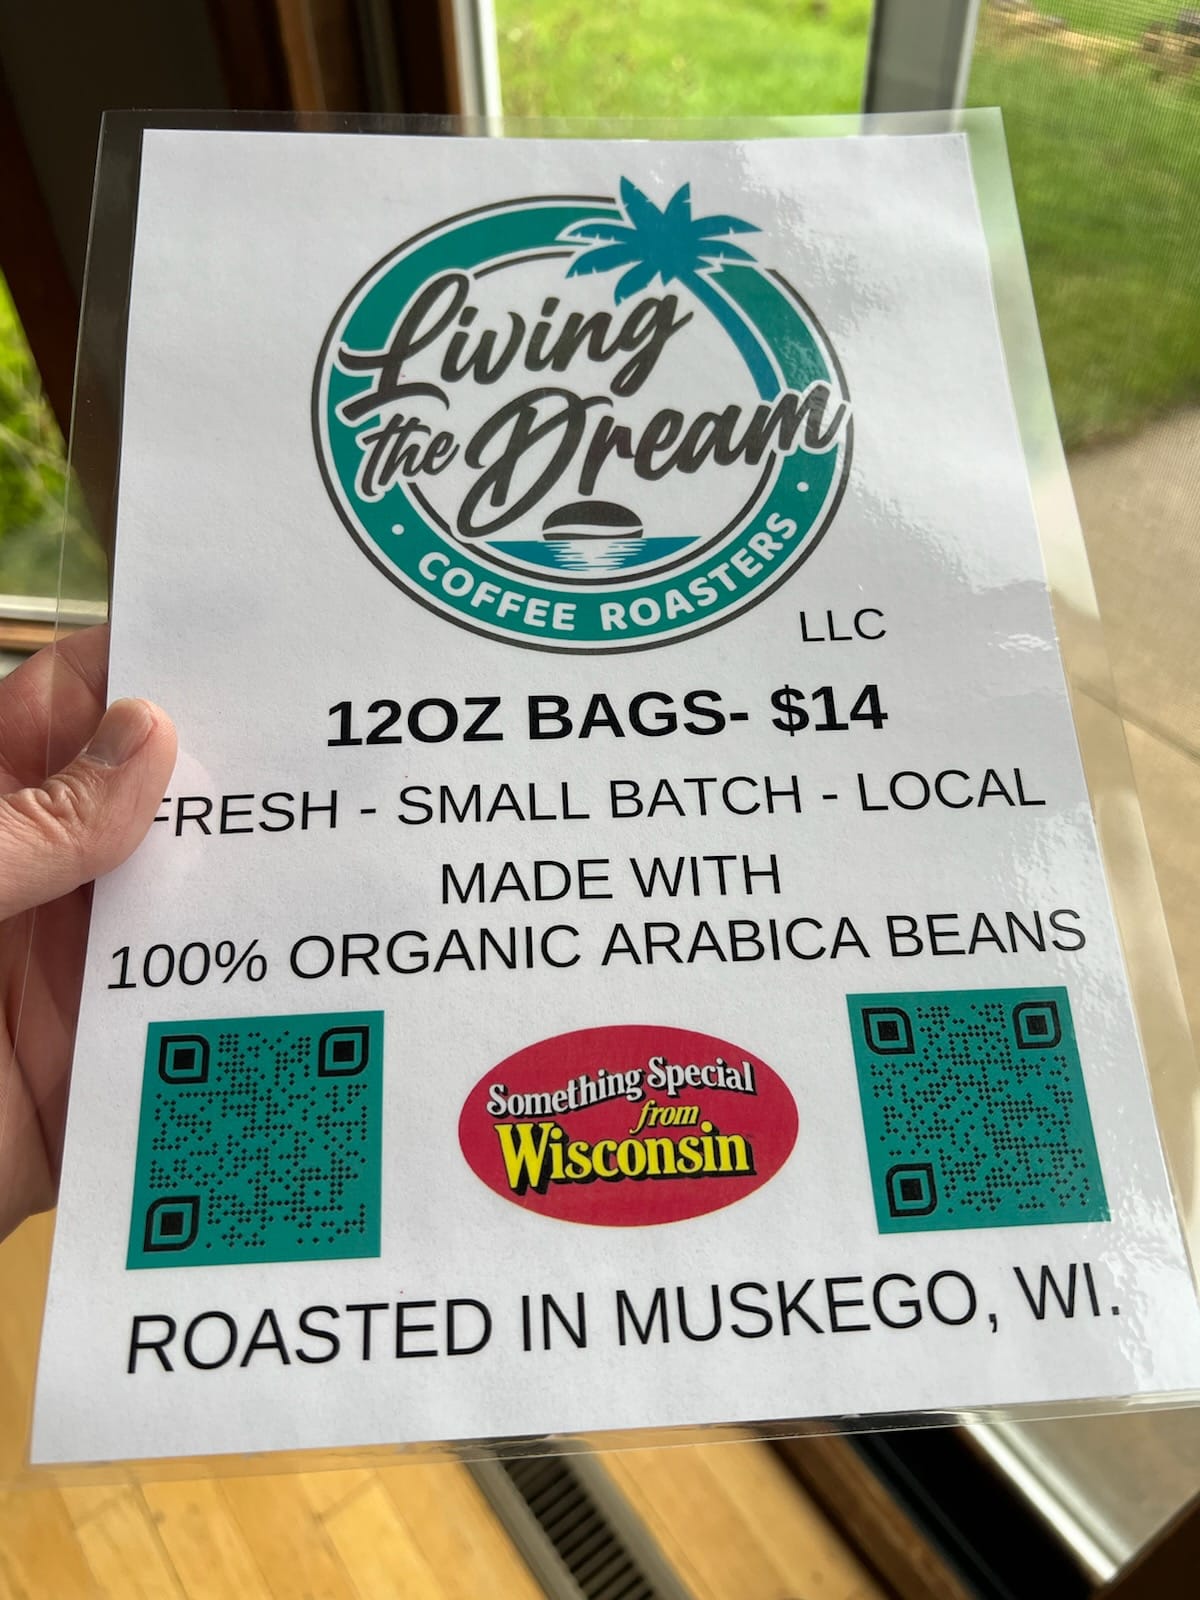 Living
the Dream
• COFFEE ROASTERS •
LLC
12OZ BAGS- $14
FRESH - SMALL BATCH - LOCAL
MADE WITH
100% ORGANIC ARABICA BEANS
Something Special
from
Wisconsin
ROASTED IN MUSKEGO, WI.